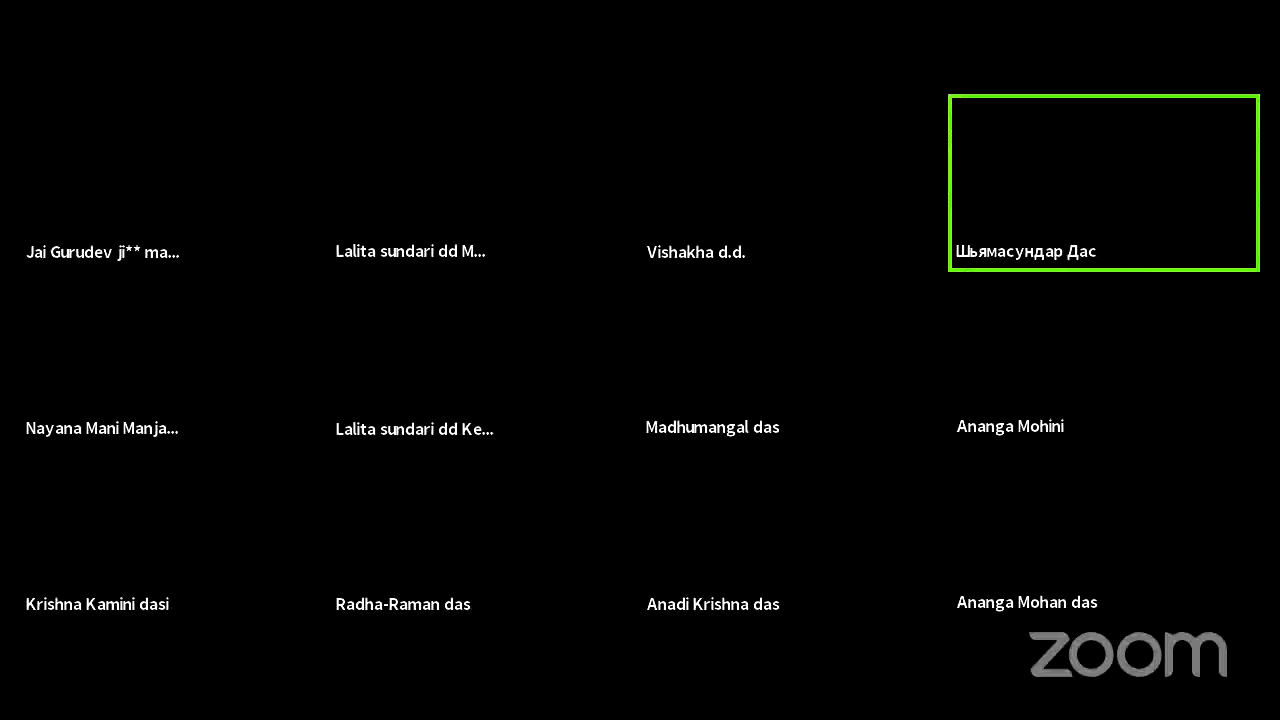 Jai Gurudev ji** ma...
Lalita sundari dd M...
Vishakha d.d.
Шьямасундар Дас
Nayana Mani Manja...
Lalita sundari dd Ke...
Madhumangal das
Ananga Mohini
Krishna Kamini dasi
Radha-Raman das
Anadi Krishna das
Ananga Mohan das
zoom